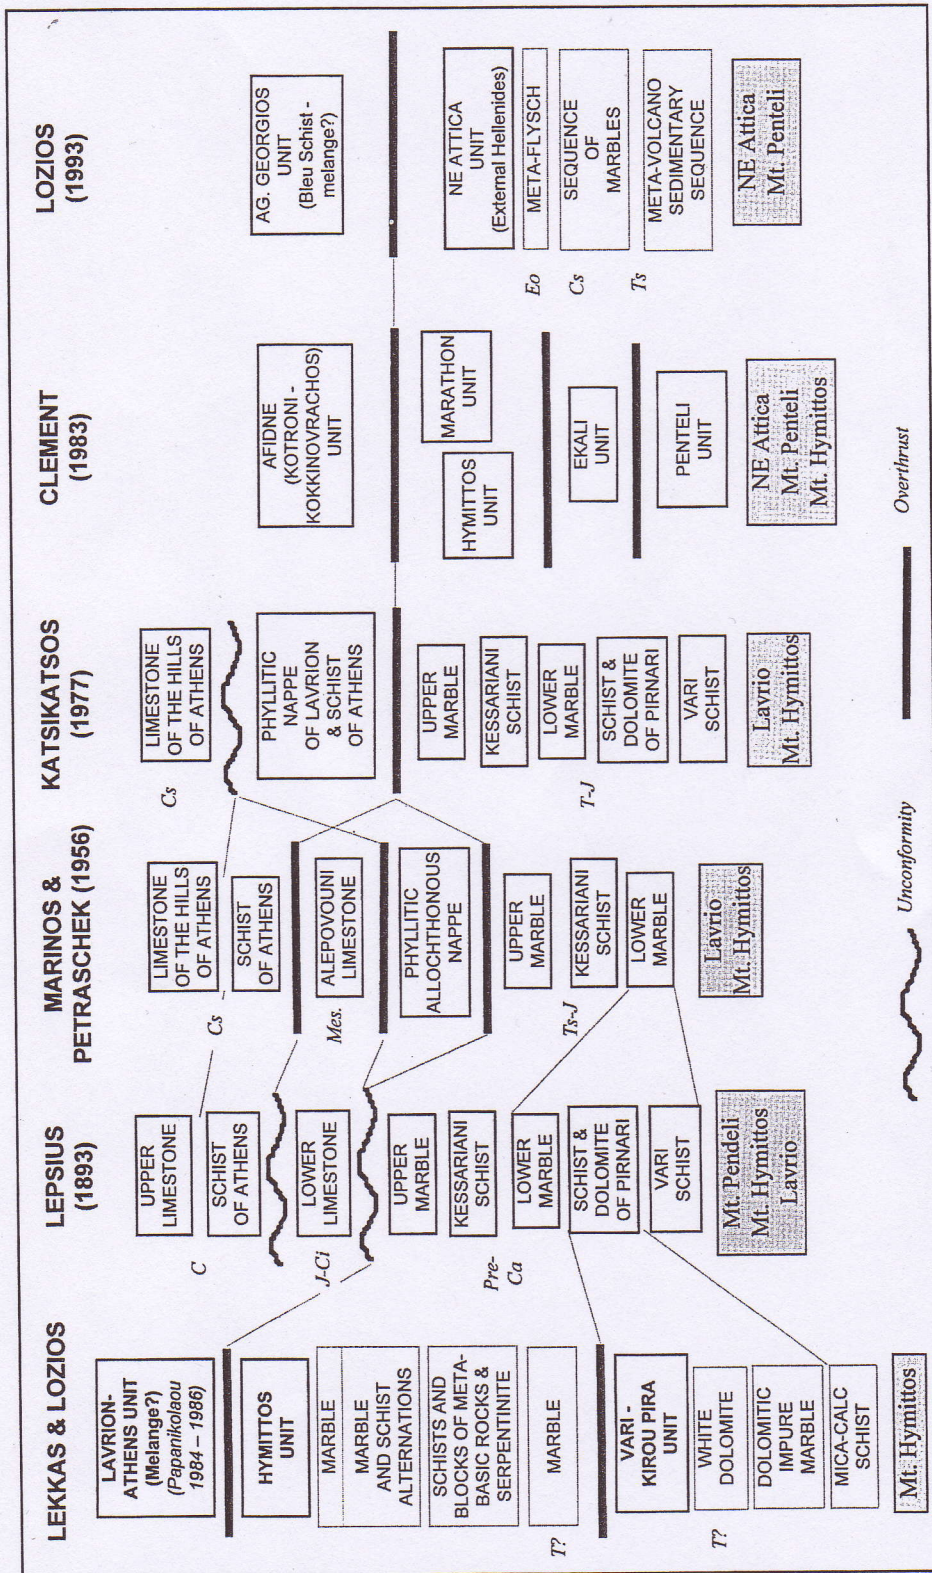 LEKKAS & LOZIOS
LAVRION-
ATHENS UNIT
(Melange?)
(Papanikolaou
1984 – 1986)
HYMITTOS
UNIT
MARBLE
MARBLE
AND SCHIST
ALTERNATIONS
SCHISTS AND
BLOCKS OF META-
BASIC ROCKS &
SERPENTINITE
T?
MARBLE
VARI -
KIROU PIRA
UNIT
T?
WHITE
DOLOMITE
DOLOMITIC
IMPURE
MARBLE
MICA-CALC
SCHIST
Mt. Hymittos
LEPSIUS
(1893)
UPPER
LIMESTONE
C
SCHIST
OF ATHENS
J-Ci
LOWER
LIMESTONE
UPPER
MARBLE
KESSARIANI
SCHIST
Pre-
Ca
LOWER
MARBLE
SCHIST &
DOLOMITE
OF PIRNARI
VARI
SCHIST
Mt. Pendeli
Mt. Hymittos
Lavrio
MARINOS &
PETRASCHEK (1956)
LIMESTONE
OF THE HILLS
OF ATHENS
Cs
SCHIST
OF ATHENS
Mes.
ALEPOVOUNI
LIMESTONE
PHYLLITIC
ALLOCHTHONOUS
NAPPE
UPPER
MARBLE
Ts-J
KESSARIANI
SCHIST
LOWER
MARBLE
Lavrio
Mt. Hymittos
KATSIKATSOS
(1977)
Cs
LIMESTONE
OF THE HILLS
OF ATHENS
PHYLLITIC
NAPPE
OF LAVRION
& SCHIST
OF ATHENS
UPPER
MARBLE
KESSARIANI
SCHIST
T-J
LOWER
MARBLE
SCHIST &
DOLOMITE
OF PIRNARI
VARI
SCHIST
Lavrio
Mt. Hymittos
CLEMENT
(1983)
AFIDNE
(KOTRONI -
KOKKINOVRACHOS)
UNIT
HYMITTOS
UNIT
MARATHON
UNIT
EKALI
UNIT
PENTELI
UNIT
NE Attica
Mt. Penteli
Mt. Hymittos
LOZIOS
(1993)
AG. GEORGIOS
UNIT
(Bleu Schist -
melange?)
NE ATTICA
UNIT
(External Hellenides)
Eo
META-FLYSCH
Cs
SEQUENCE
OF
MARBLES
Ts
META-VOLCANO
SEDIMENTARY
SEQUENCE
NE Attica
Mt. Penteli
Unconformity
Overthrust